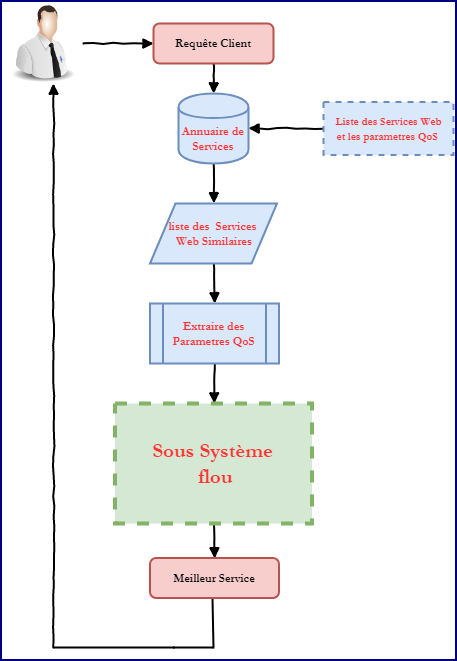 Requête Client
Annuaire de
Services
Liste des Services Web
et les parametres QoS
liste des Services
Web Similaires
Extraire des
Parametres QoS
Sous Système
flou
Meilleur Service